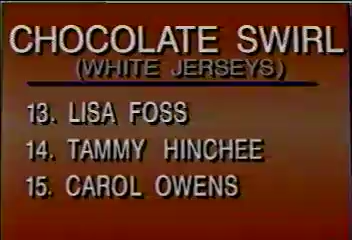 CHOCOLATE SWIRL
(WHITE JERSEYS)
13. LISA FOSS
14. TAMMY HINCHEE
15. CAROL OWENS